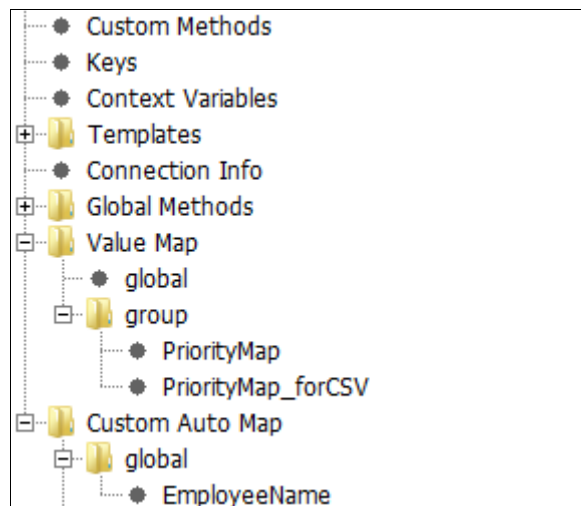 Custom Methods
Keys
Context Variables
Templates
Connection Info
Global Methods
Value Map
global
group
PriorityMap
PriorityMap_forCSV
Custom Auto Map
global
EmployeeName